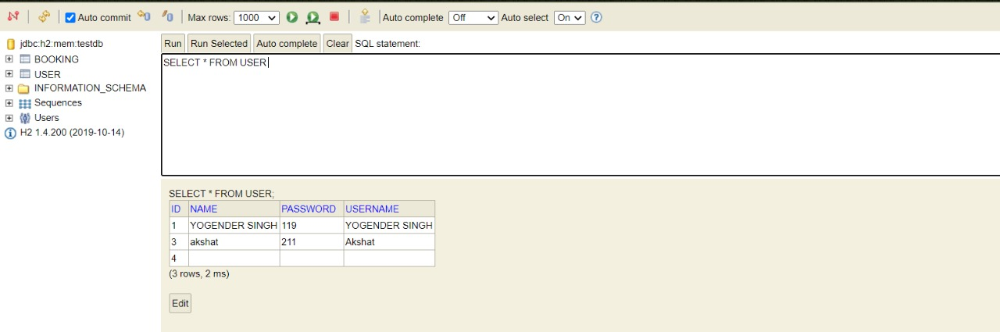 Auto commit Max rows: 1000 Auto complete Off Auto select On ?
jdbc:h2:mem:testdb
BOOKING
USER
INFORMATION_SCHEMA
Sequences
Users
H2 1.4.200 (2019-10-14)
Run Run Selected Auto complete Clear SQL statement:
SELECT * FROM USER
SELECT * FROM USER;
ID NAME PASSWORD USERNAME
1 YOGENDER SINGH 119 YOGENDER SINGH
3 akshat 211 Akshat
4
(3 rows, 2 ms)
Edit